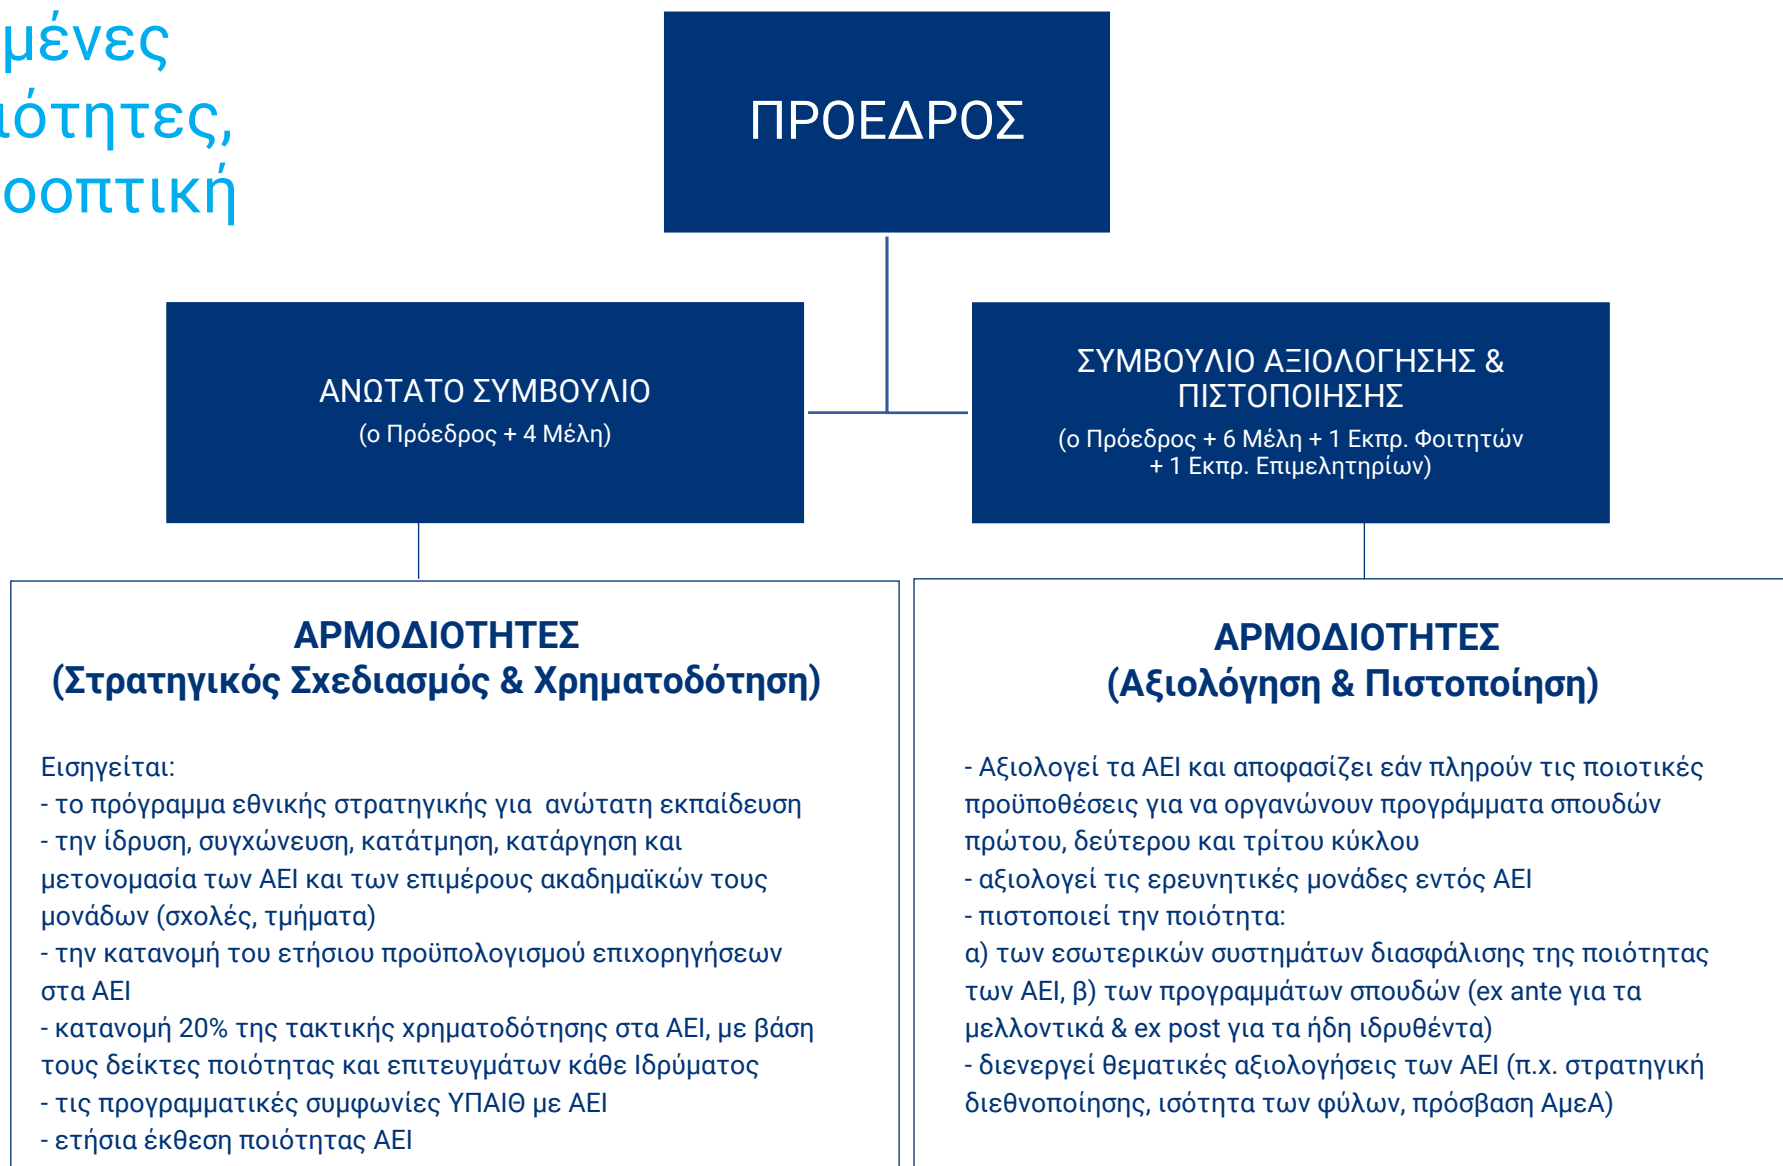 μένες
ιότητες,
οοπτική
ΠΡΟΕΔΡΟΣ
ΑΝΩΤΑΤΟ ΣΥΜΒΟΥΛΙΟ
(ο Πρόεδρος + 4 Μέλη)
ΣΥΜΒΟΥΛΙΟ ΑΞΙΟΛΟΓΗΣΗΣ &
ΠΙΣΤΟΠΟΙΗΣΗΣ
(ο Πρόεδρος + 6 Μέλη + 1 Εκπρ. Φοιτητών
+ 1 Εκπρ. Επιμελητηρίων)
ΑΡΜΟΔΙΟΤΗΤΕΣ
(Στρατηγικός Σχεδιασμός & Χρηματοδότηση)
Εισηγείται:
- το πρόγραμμα εθνικής στρατηγικής για  ανώτατη εκπαίδευση
- την ίδρυση, συγχώνευση, κατάτμηση, κατάργηση και
μετονομασία των ΑΕΙ και των επιμέρους ακαδημαϊκών τους
μονάδων (σχολές, τμήματα)
- την κατανομή του ετήσιου προϋπολογισμού επιχορηγήσεων
στα ΑΕΙ
- κατανομή 20% της τακτικής χρηματοδότησης στα ΑΕΙ, με βάση
τους δείκτες ποιότητας και επιτευγμάτων κάθε Ιδρύματος
- τις προγραμματικές συμφωνίες ΥΠΑΙΘ με ΑΕΙ
- ετήσια έκθεση ποιότητας ΑΕΙ
ΑΡΜΟΔΙΟΤΗΤΕΣ
(Αξιολόγηση & Πιστοποίηση)
- Αξιολογεί τα ΑΕΙ και αποφασίζει εάν πληρούν τις ποιοτικές
προϋποθέσεις για να οργανώνουν προγράμματα σπουδών
πρώτου, δεύτερου και τρίτου κύκλου
- αξιολογεί τις ερευνητικές μονάδες εντός ΑΕΙ
- πιστοποιεί την ποιότητα:
α) των εσωτερικών συστημάτων διασφάλισης της ποιότητας
των ΑΕΙ, β) των προγραμμάτων σπουδών (ex ante για τα
μελλοντικά & ex post για τα ήδη ιδρυθέντα)
- διενεργεί θεματικές αξιολογήσεις των ΑΕΙ (π.χ. στρατηγική
διεθνοποίησης, ισότητα των φύλων, πρόσβαση ΑμεΑ)